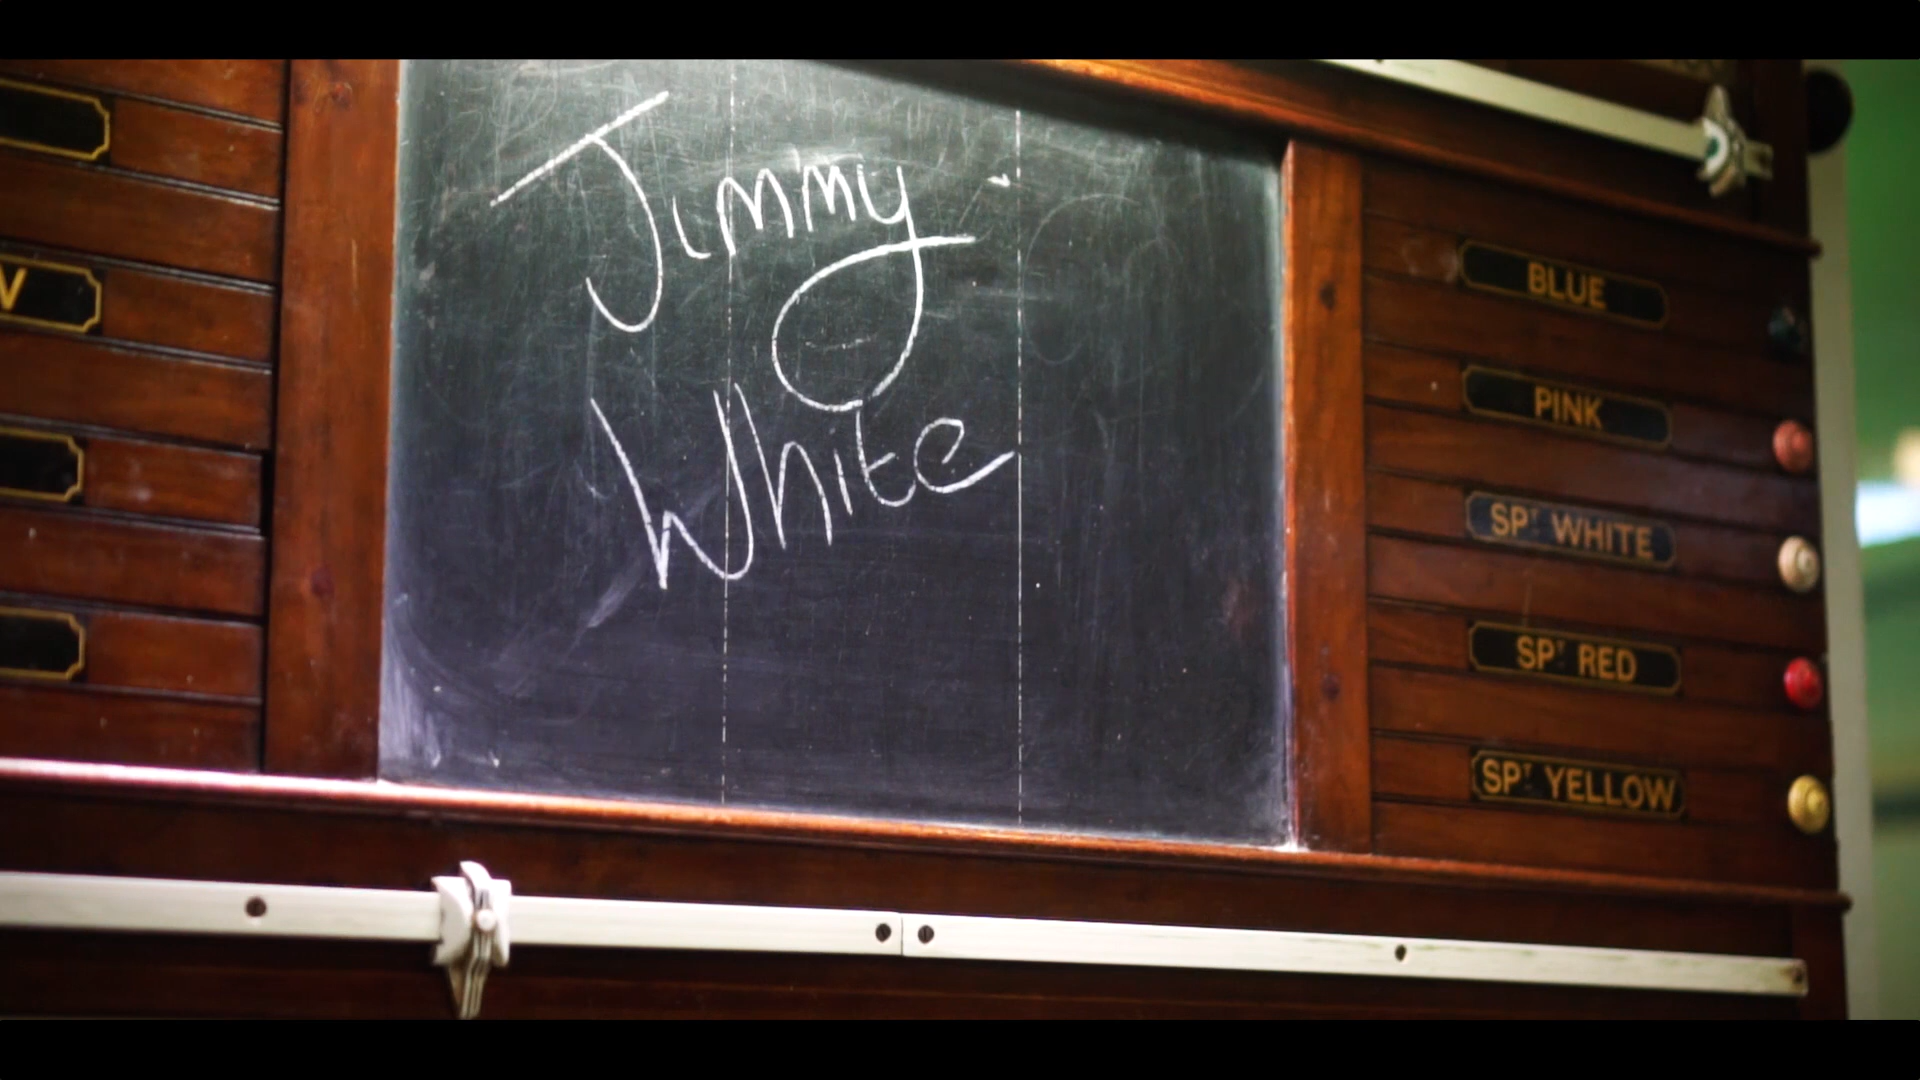 Jimmy
White
BLUE
PINK
SPT WHITE
SPT RED
SPT YELLOW